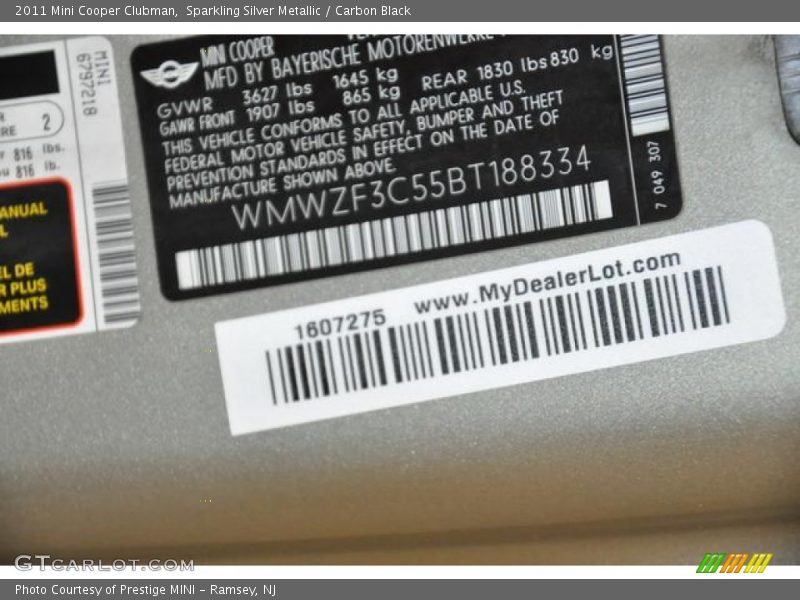 2011 Mini Cooper Clubman,  Sparkling Silver Metallic / Carbon Black
MINI
6797218
2
816 lbs.
816 lb.
ANUAL
EL DE
R PLUS
MENTS
MINI COOPER
MFD BY BAYERISCHE MOTORENWERKE
GVWR 3627 lbs 1645 kg
GAWR FRONT 1907 lbs 865 kg REAR 1830 lbs 830 kg
THIS VEHICLE CONFORMS TO ALL APPLICABLE U.S.
FEDERAL MOTOR VEHICLE SAFETY, BUMPER AND THEFT
PREVENTION STANDARDS IN EFFECT ON THE DATE OF
MANUFACTURE SHOWN ABOVE.
WMWZF3C55BT188334
7 049 307
1607275 www.MyDealerLot.com
GTcarlot.com
Photo Courtesy of Prestige MINI - Ramsey, NJ